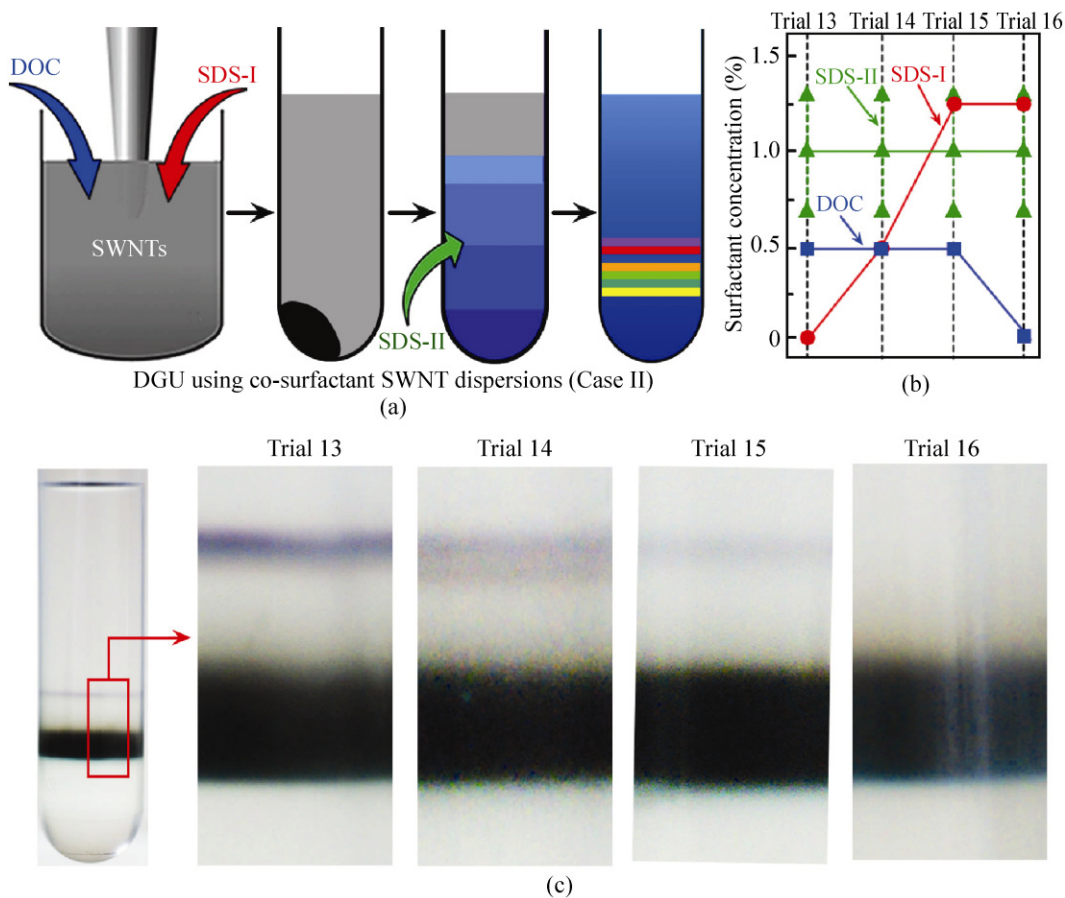 DOC
SDS-I
SWNTs
SDS-II
DGU using co-surfactant SWNT dispersions (Case II)
(a)
Trial 13 Trial 14 Trial 15 Trial 16
Surfactant concentration (%)
1.5
1.0
0.5
0
SDS-II
SDS-I
DOC
(b)
Trial 13
Trial 14
Trial 15
Trial 16
(c)